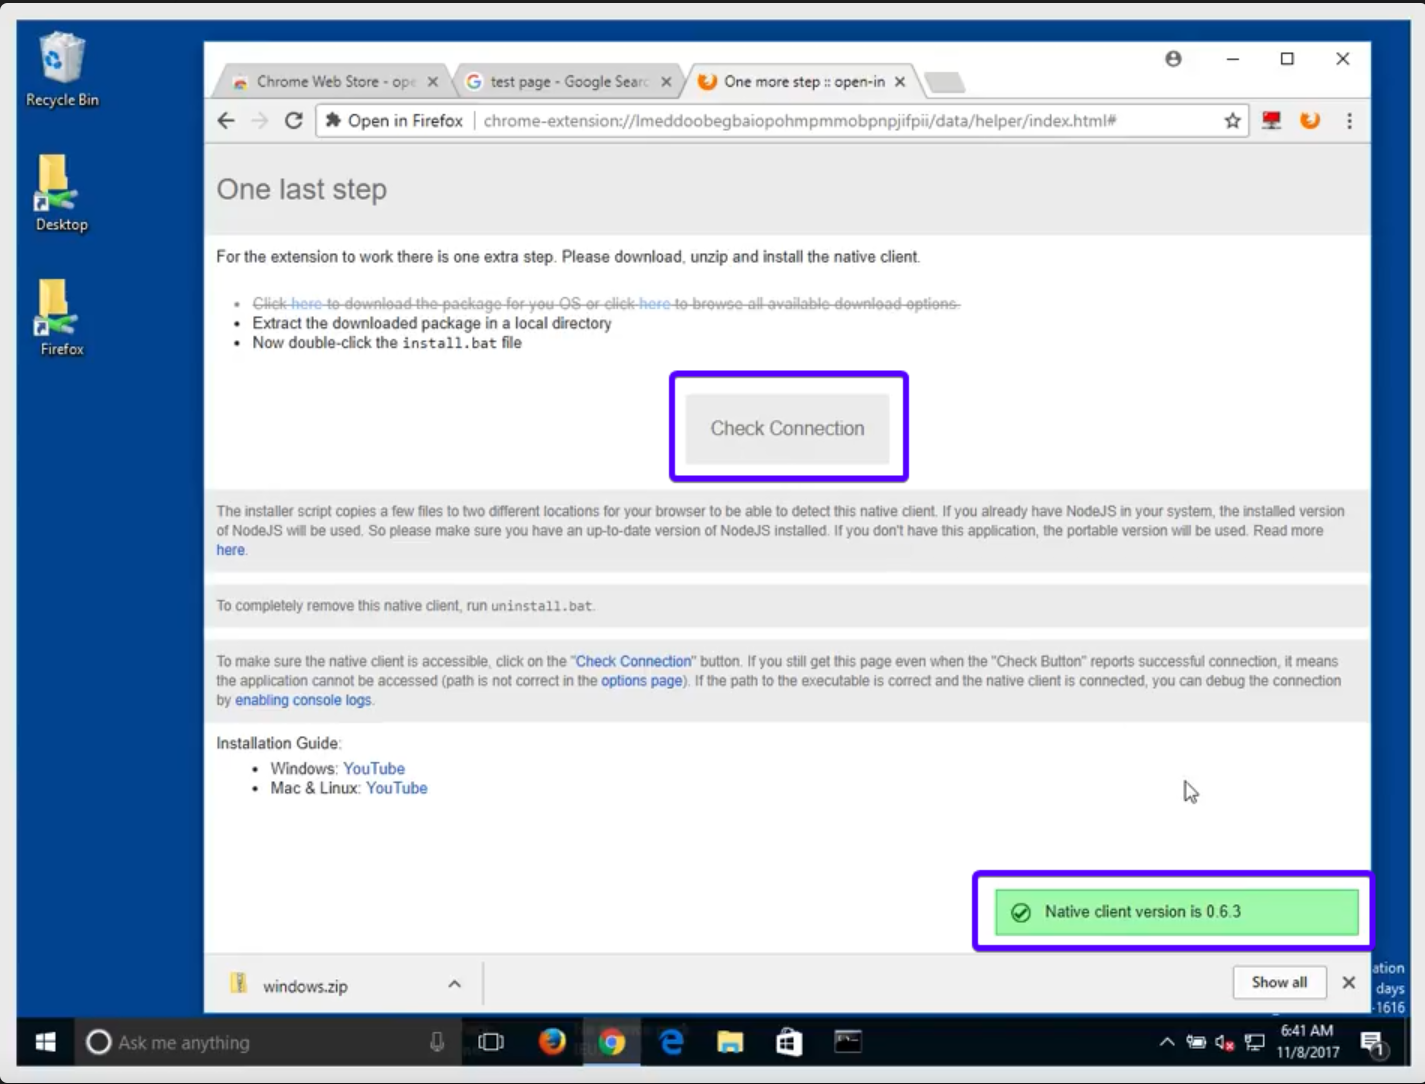 Recycle Bin
Desktop
Firefox
Chrome Web Store - ope
test page - Google Searc
One more step :: open-in
Open in Firefox
chrome-extension://lmeddoobegbaiopohmpmmobpnpjifpii/data/helper/index.html#
One last step
For the extension to work there is one extra step. Please download, unzip and install the native client.
Click here to download the package for you OS or click here to browse all available download options.
Extract the downloaded package in a local directory
Now double-click the install.bat file
Check Connection
The installer script copies a few files to two different locations for your browser to be able to detect this native client. If you already have NodeJS in your system, the installed version
of NodeJS will be used. So please make sure you have an up-to-date version of NodeJS installed. If you don't have this application, the portable version will be used. Read more
here.
To completely remove this native client, run uninstall.bat.
To make sure the native client is accessible, click on the "Check Connection" button. If you still get this page even when the "Check Button" reports successful connection, it means
the application cannot be accessed (path is not correct in the options page). If the path to the executable is correct and the native client is connected, you can debug the connection
by enabling console logs.
Installation Guide:
Windows: YouTube
Mac & Linux: YouTube
Native client version is 0.6.3
windows.zip
Show all
ation
days
-1616
Ask me anything
6:41 AM
11/8/2017
1